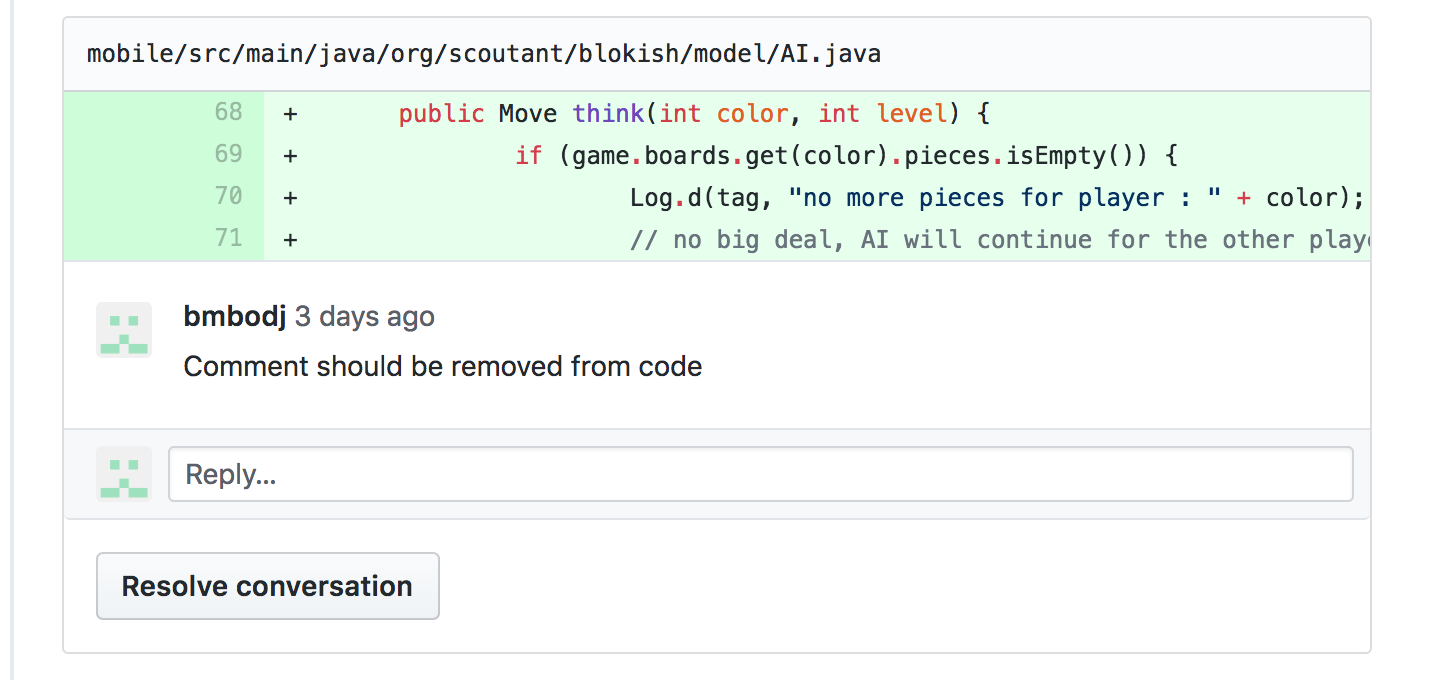 mobile/src/main/java/org/scoutant/blokish/model/AI.java
68 + public Move think(int color, int level) {
69 + if (game.boards.get(color).pieces.isEmpty()) {
70 + Log.d(tag, "no more pieces for player : " + color);
71 + // no big deal, AI will continue for the other
bmbodj 3 days ago
Comment should be removed from code
Reply...
Resolve conversation